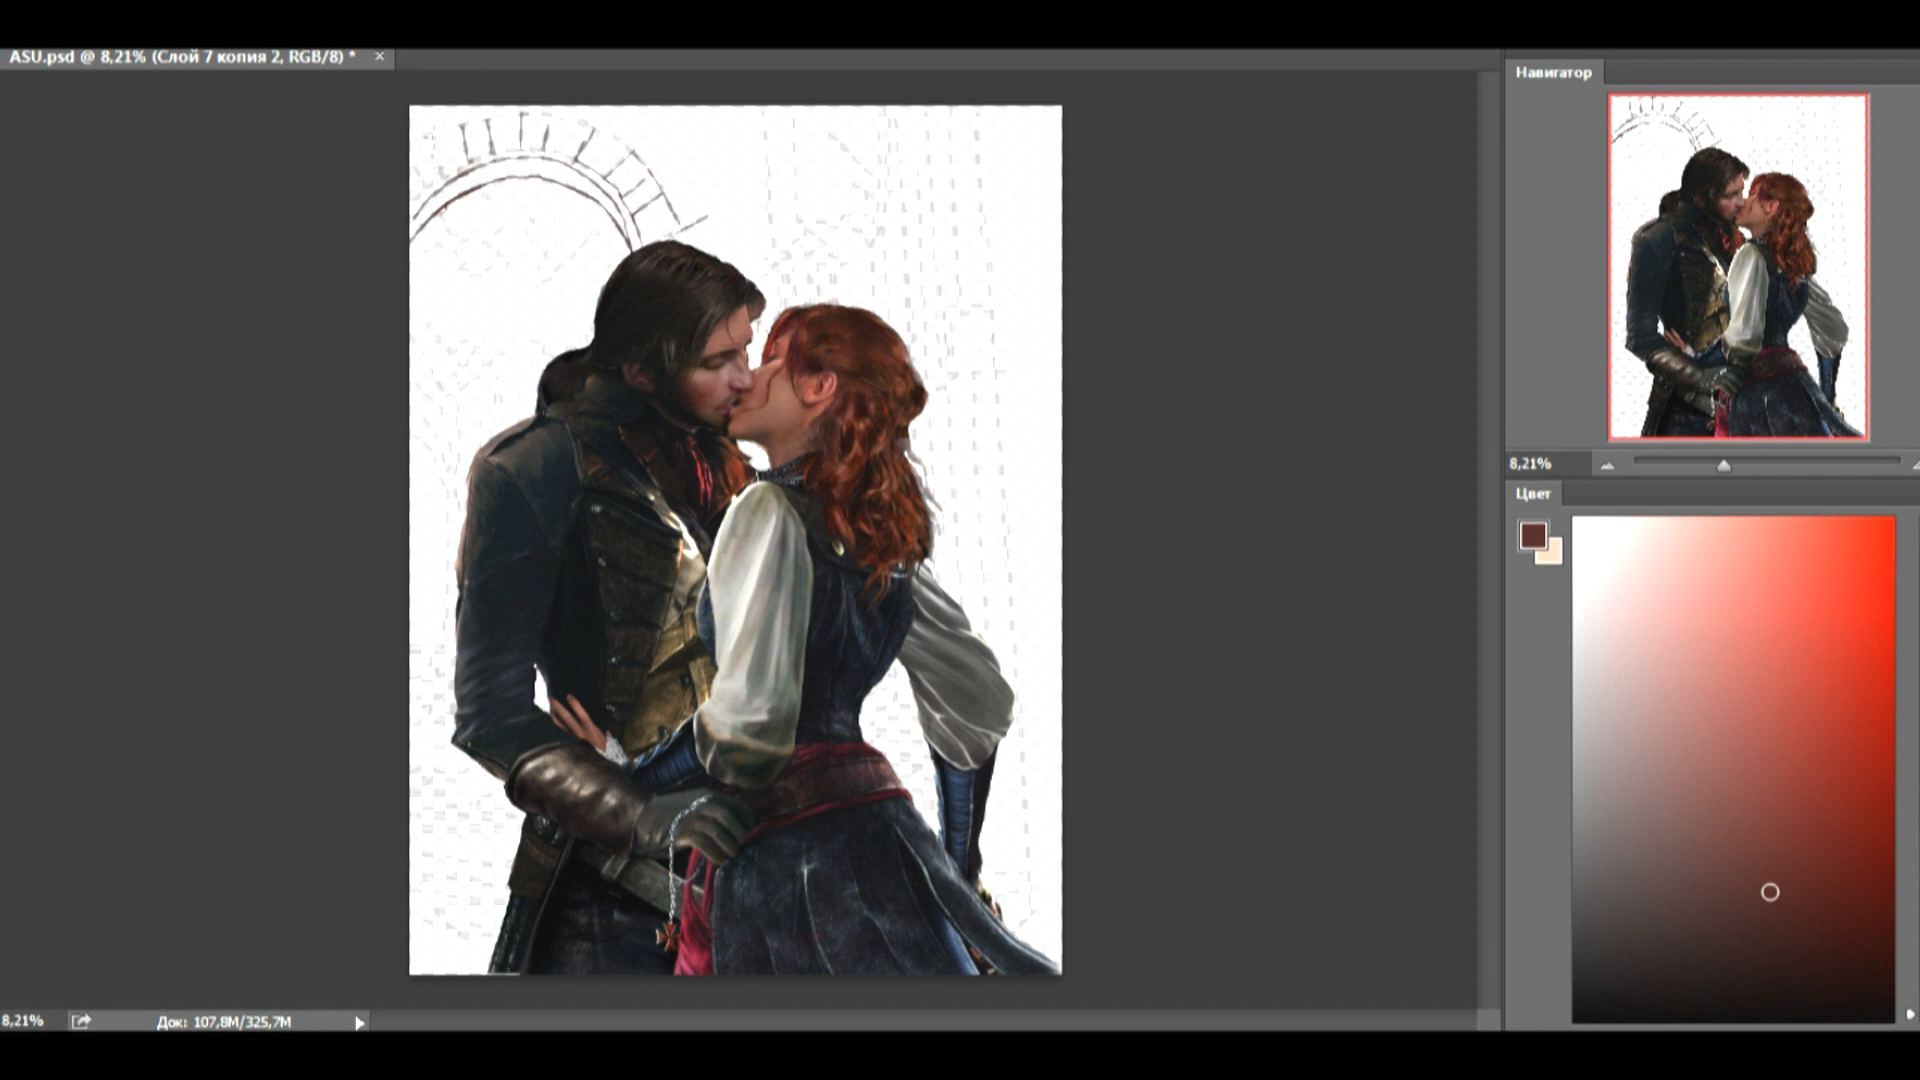 ASU.psd @ 8,21% (Слой 7 копия 2, RGB/8) * ×
Навигатор
8,21%
Цвет
8,21%
Док: 107,8M/325,7M